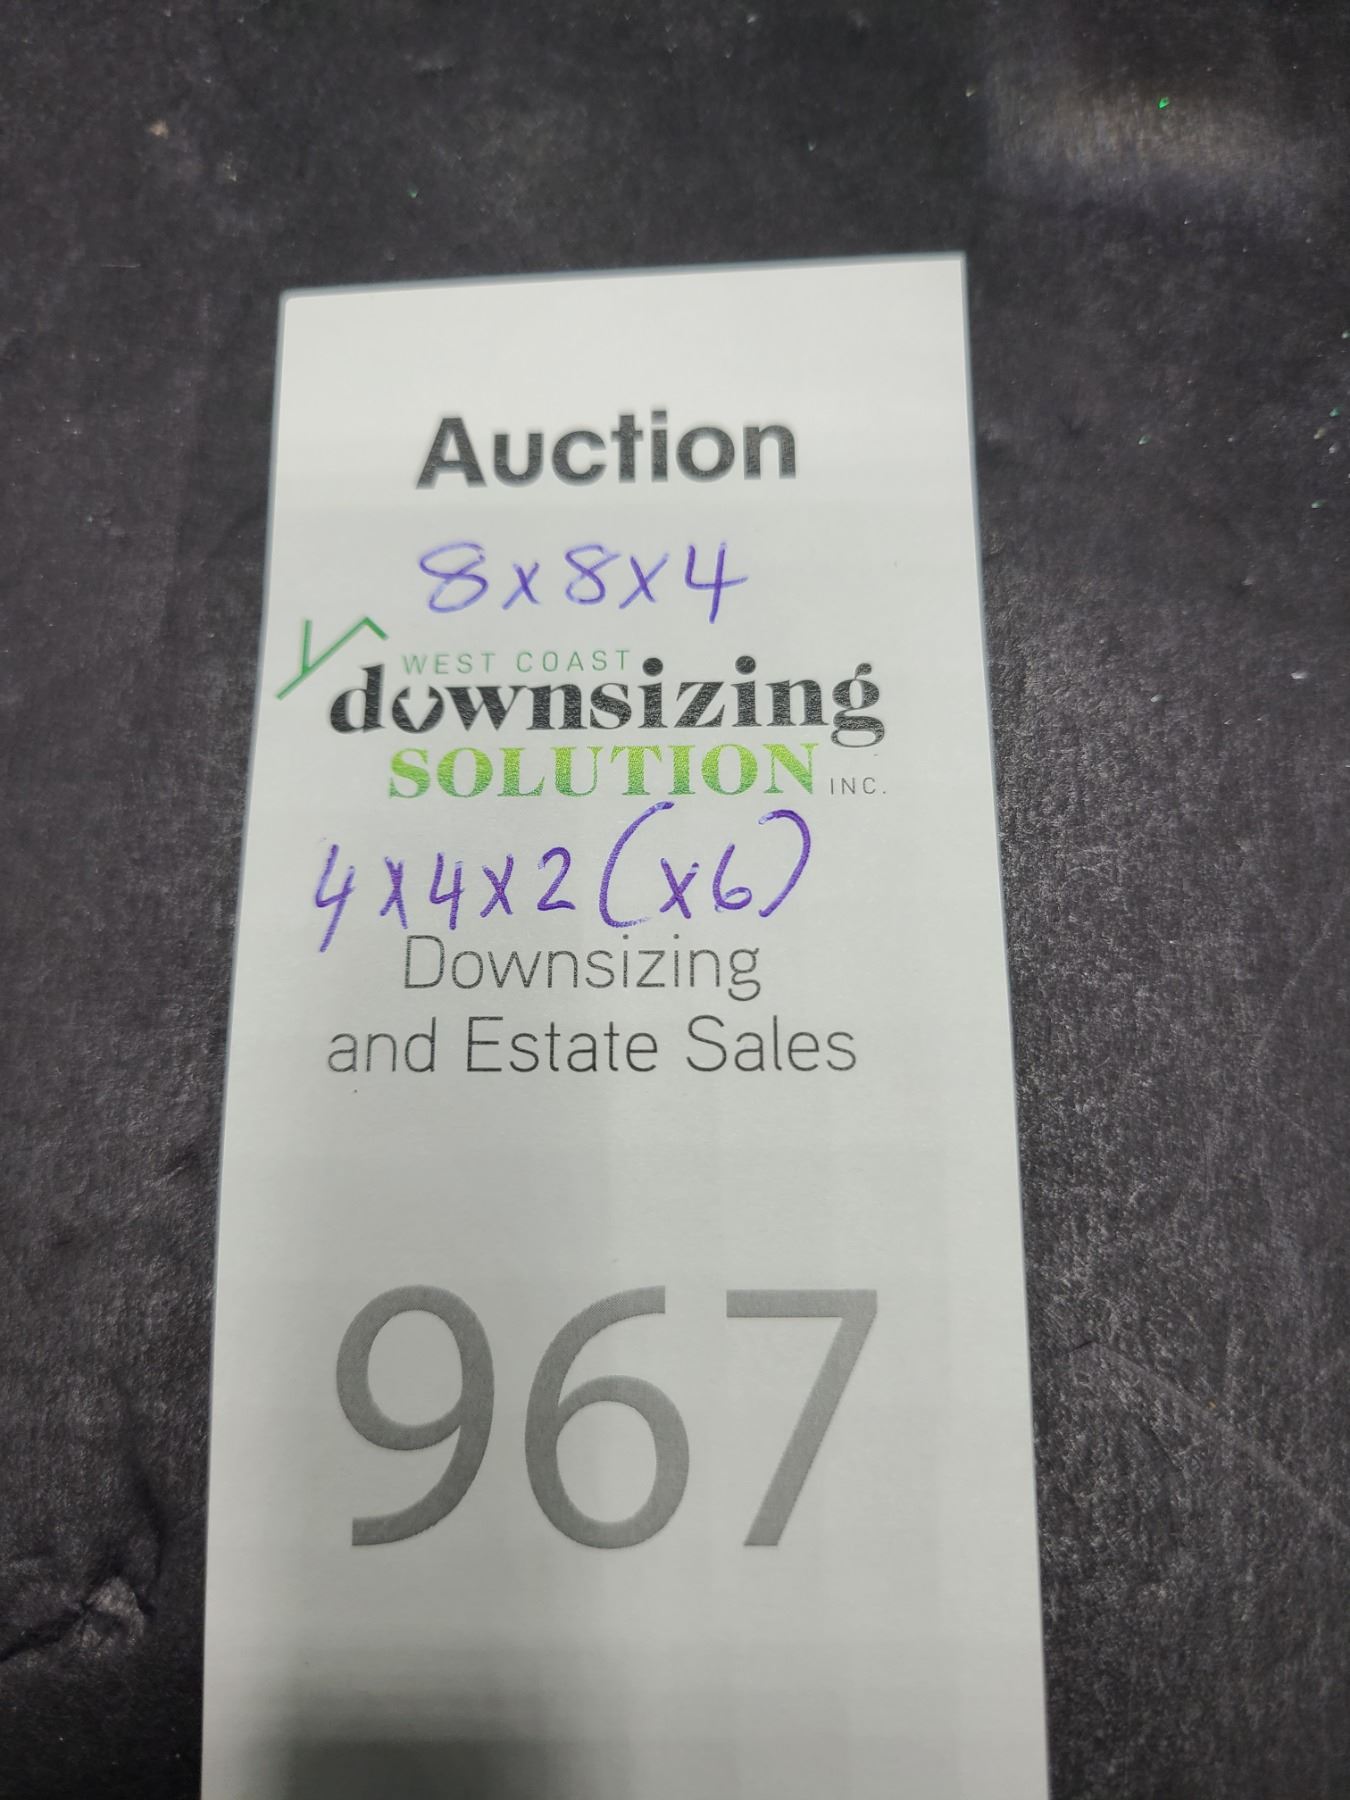 Auction
8x8x4
WEST COAST
downsizing
SOLUTION INC.
4x4x2 (x6)
Downsizing
and Estate Sales
967